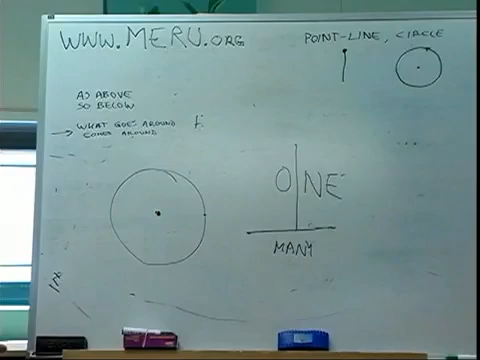 WWW.MERU.ORG
POINT-LINE, CIRCLE
AS ABOVE
SO BELOW
→ WHAT GOES AROUND
COMES AROUND
ONE
MANY